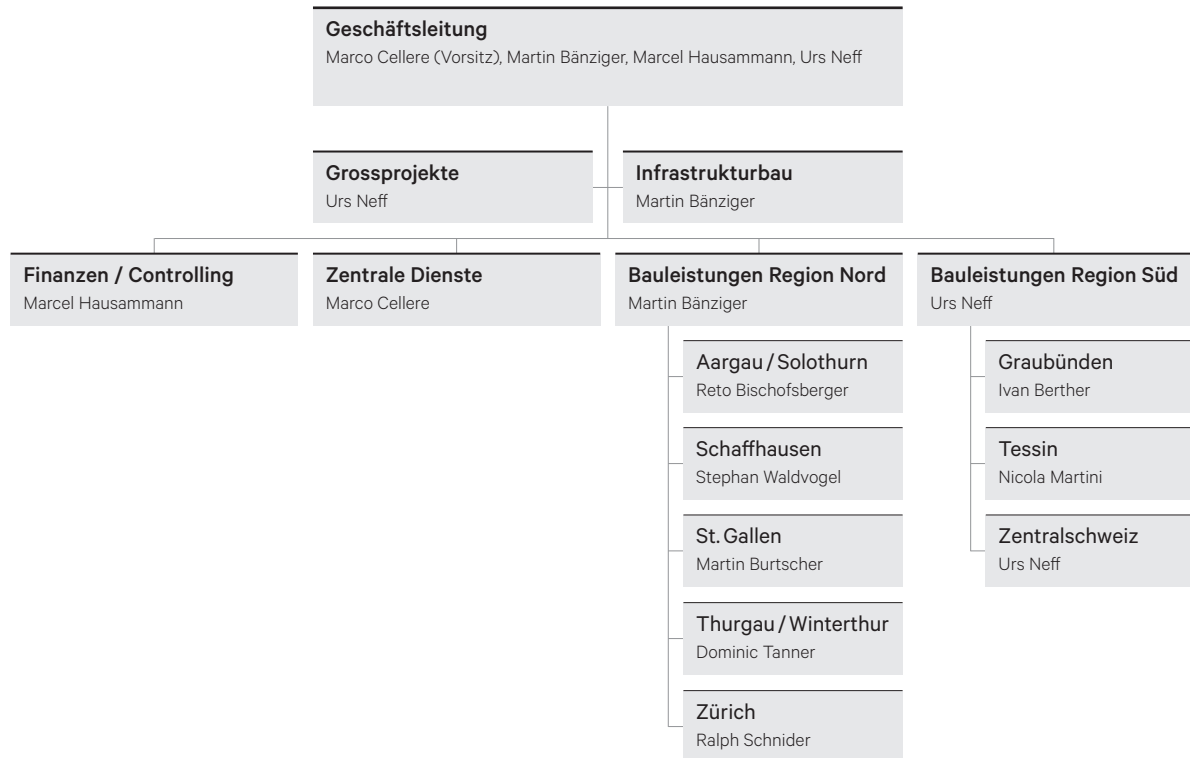 Geschäftsleitung
Marco Cellere (Vorsitz), Martin Bänziger, Marcel Hausammann, Urs Neff
Grossprojekte
Urs Neff
Infrastrukturbau
Martin Bänziger
Finanzen / Controlling
Marcel Hausammann
Zentrale Dienste
Marco Cellere
Bauleistungen Region Nord
Martin Bänziger
Aargau / Solothurn
Reto Bischofsberger
Schaffhausen
Stephan Waldvogel
St. Gallen
Martin Burtscher
Thurgau / Winterthur
Dominic Tanner
Zürich
Ralph Schnider
Bauleistungen Region Süd
Urs Neff
Graubünden
Ivan Berther
Tessin
Nicola Martini
Zentralschweiz
Urs Neff